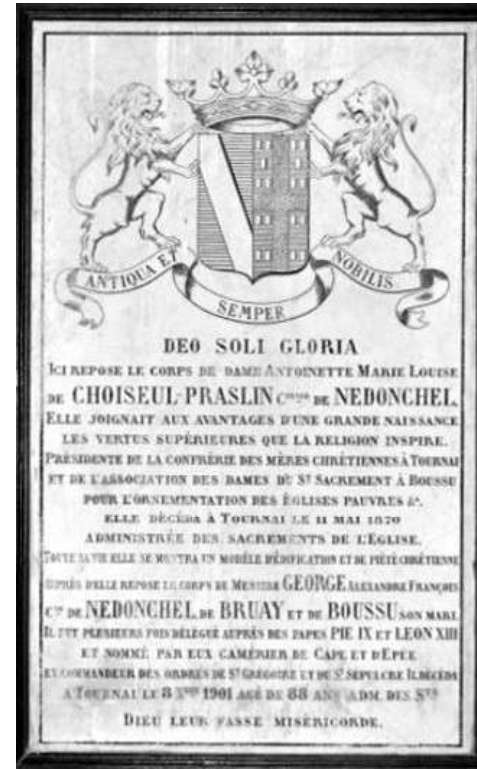 ANTIQUA ET
SEMPER
NOBILIS
DEO SOLI GLORIA
ICI REPOSE LE CORPS DE DAME ANTOINETTE MARIE LOUISE
DE CHOISEUL-PRASLIN Ctesse DE NEDONCHEL.
ELLE JOIGNAIT AUX AVANTAGES D'UNE GRANDE NAISSANCE
LES VERTUS SUPÉRIEURES QUE LA RELIGION INSPIRE.
PRÉSIDENTE DE LA CONFRÉRIE DES MÈRES CHRÉTIENNES À TOURNAI
ET DE L'ASSOCIATION DES DAMES DU St SACREMENT À BOUSSU
POUR L'ORNEMENTATION DES ÉGLISES PAUVRES &a.
ELLE DÉCÉDA À TOURNAI LE 11 MAI 1870
ADMINISTRÉE DES SACREMENTS DE L'EGLISE.
TOUTE SA VIE ELLE SE MONTRA UN MODÈLE D'ÉDIFICATION ET DE PIÉTÉ CHRÉTIENNE
AUPRÈS D'ELLE REPOSE LE CORPS DE MESSIRE GEORGE ALEXANDRE FRANÇOIS
Cte DE NEDONCHEL, DE BRUAY ET DE BOUSSU SON MARI.
IL FUT PLUSIEURS FOIS DÉLÉGUÉ AUPRÈS DES PAPES PIE IX ET LEON XIII
ET NOMMÉ PAR EUX CAMÉRIER DE CAPE ET D'EPÉE
ET COMMANDEUR DES ORDRES DE St GRÉGOIRE ET DU St SÉPULCRE IL DÉCÉDA
A TOURNAI LE 8 Xbre 1901 AGÉ DE 88 ANS ADM. DES Sts
DIEU LEUR FASSE MISÉRICORDE.